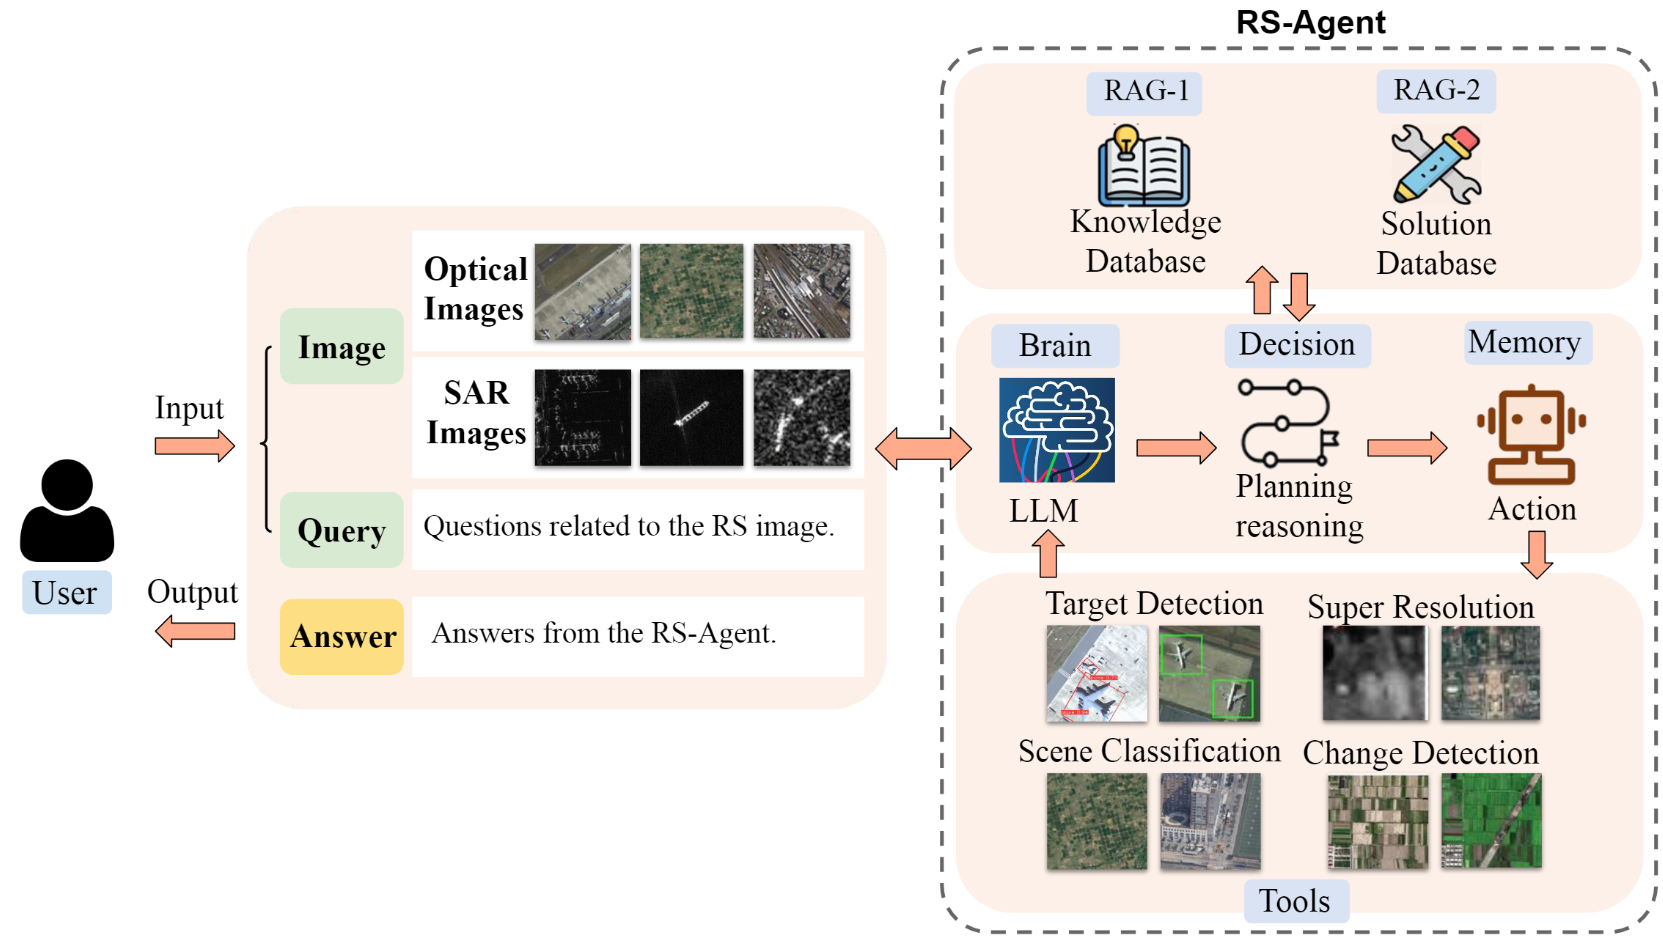 RS-Agent
RAG-1
RAG-2
Knowledge
Database
Solution
Database
Optical
Images
Image
SAR
Images
Input
Query
Questions related to the RS image.
User
Output
Answer
Answers from the RS-Agent.
Brain
Decision
Memory
LLM
Planning
reasoning
Action
Target Detection
Super Resolution
Scene Classification
Change Detection
Tools